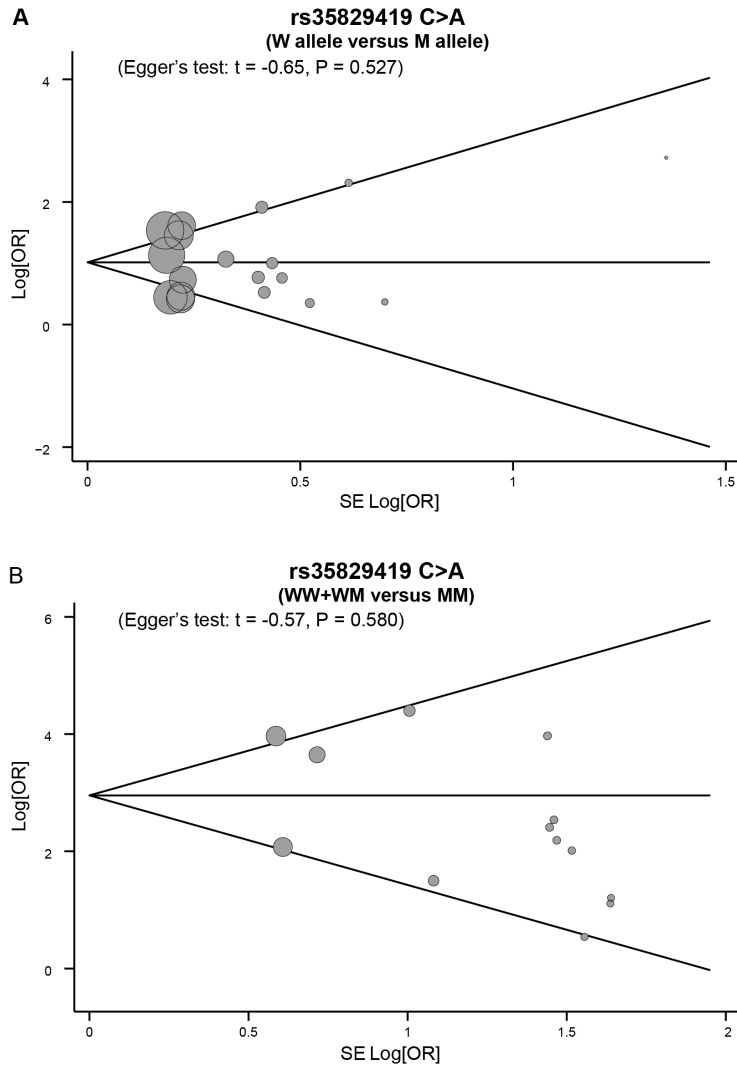 A
rs35829419 C>A
(W allele versus M allele)
(Egger’s test: t = -0.65, P = 0.527)
4
2
0
−2
Log[OR]
0 0.5 1 1.5
SE Log[OR]
B
rs35829419 C>A
(WW+WM versus MM)
(Egger’s test: t = -0.57, P = 0.580)
6
4
2
0
Log[OR]
0 0.5 1 1.5 2
SE Log[OR]